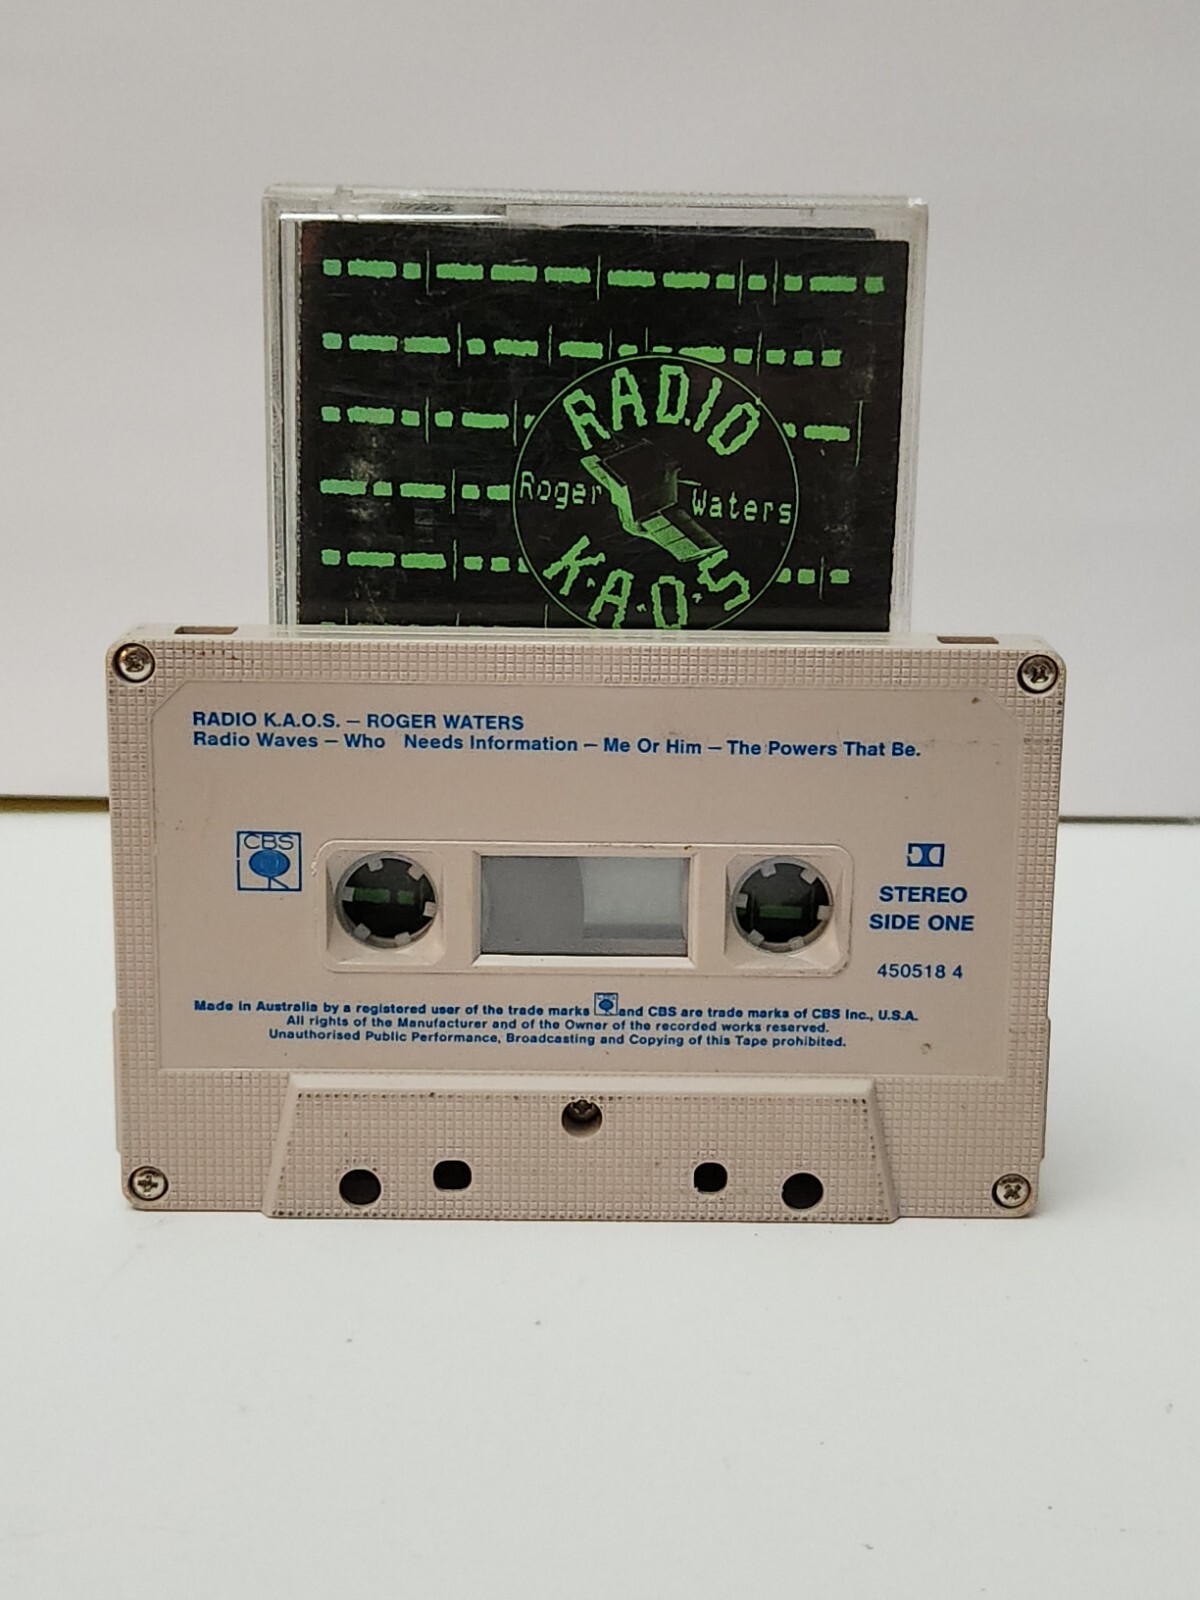 RADIO
Roger Waters
K.A.O.S
RADIO K.A.O.S. – ROGER WATERS
Radio Waves – Who Needs Information – Me Or Him – The Powers That Be.
CBS
STEREO
SIDE ONE
450518 4
Made in Australia by a registered user of the trade marks CBS and CBS are trade marks of CBS Inc., U.S.A.
All rights of the Manufacturer and of the Owner of the recorded works reserved.
Unauthorised Public Performance, Broadcasting and Copying of this Tape prohibited.